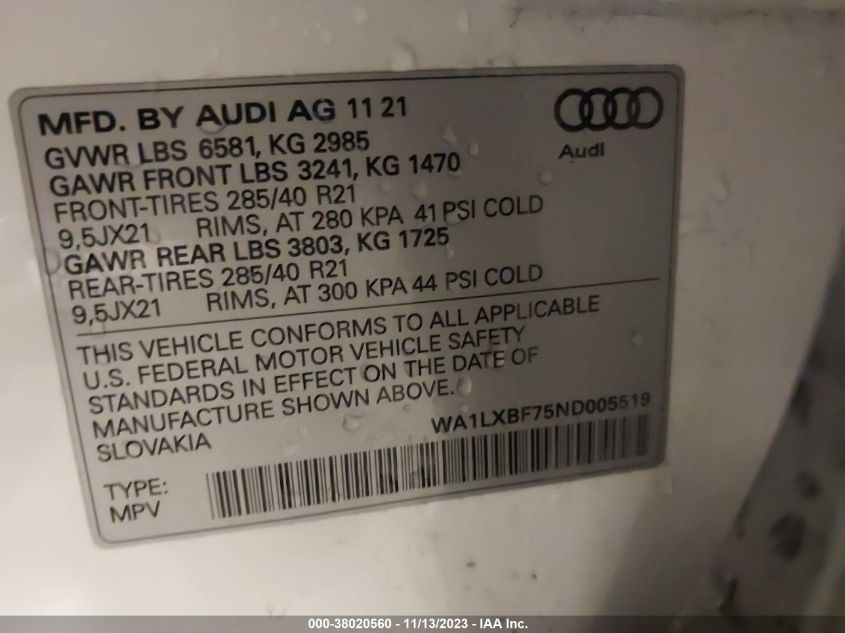 MFD. BY AUDI AG 11 21
GVWR LBS 6581, KG 2985
GAWR FRONT LBS 3241, KG 1470
FRONT-TIRES 285/40 R21
9,5JX21 RIMS, AT 280 KPA 41 PSI COLD
GAWR REAR LBS 3803, KG 1725
REAR-TIRES 285/40 R21
9,5JX21 RIMS, AT 300 KPA 44 PSI COLD
Audi
THIS VEHICLE CONFORMS TO ALL APPLICABLE
U.S. FEDERAL MOTOR VEHICLE SAFETY
STANDARDS IN EFFECT ON THE DATE OF
MANUFACTURE SHOWN ABOVE.
SLOVAKIA
WA1LXBF75ND005519
TYPE:
MPV
000-38020560 - 11/13/2023 - IAA Inc.